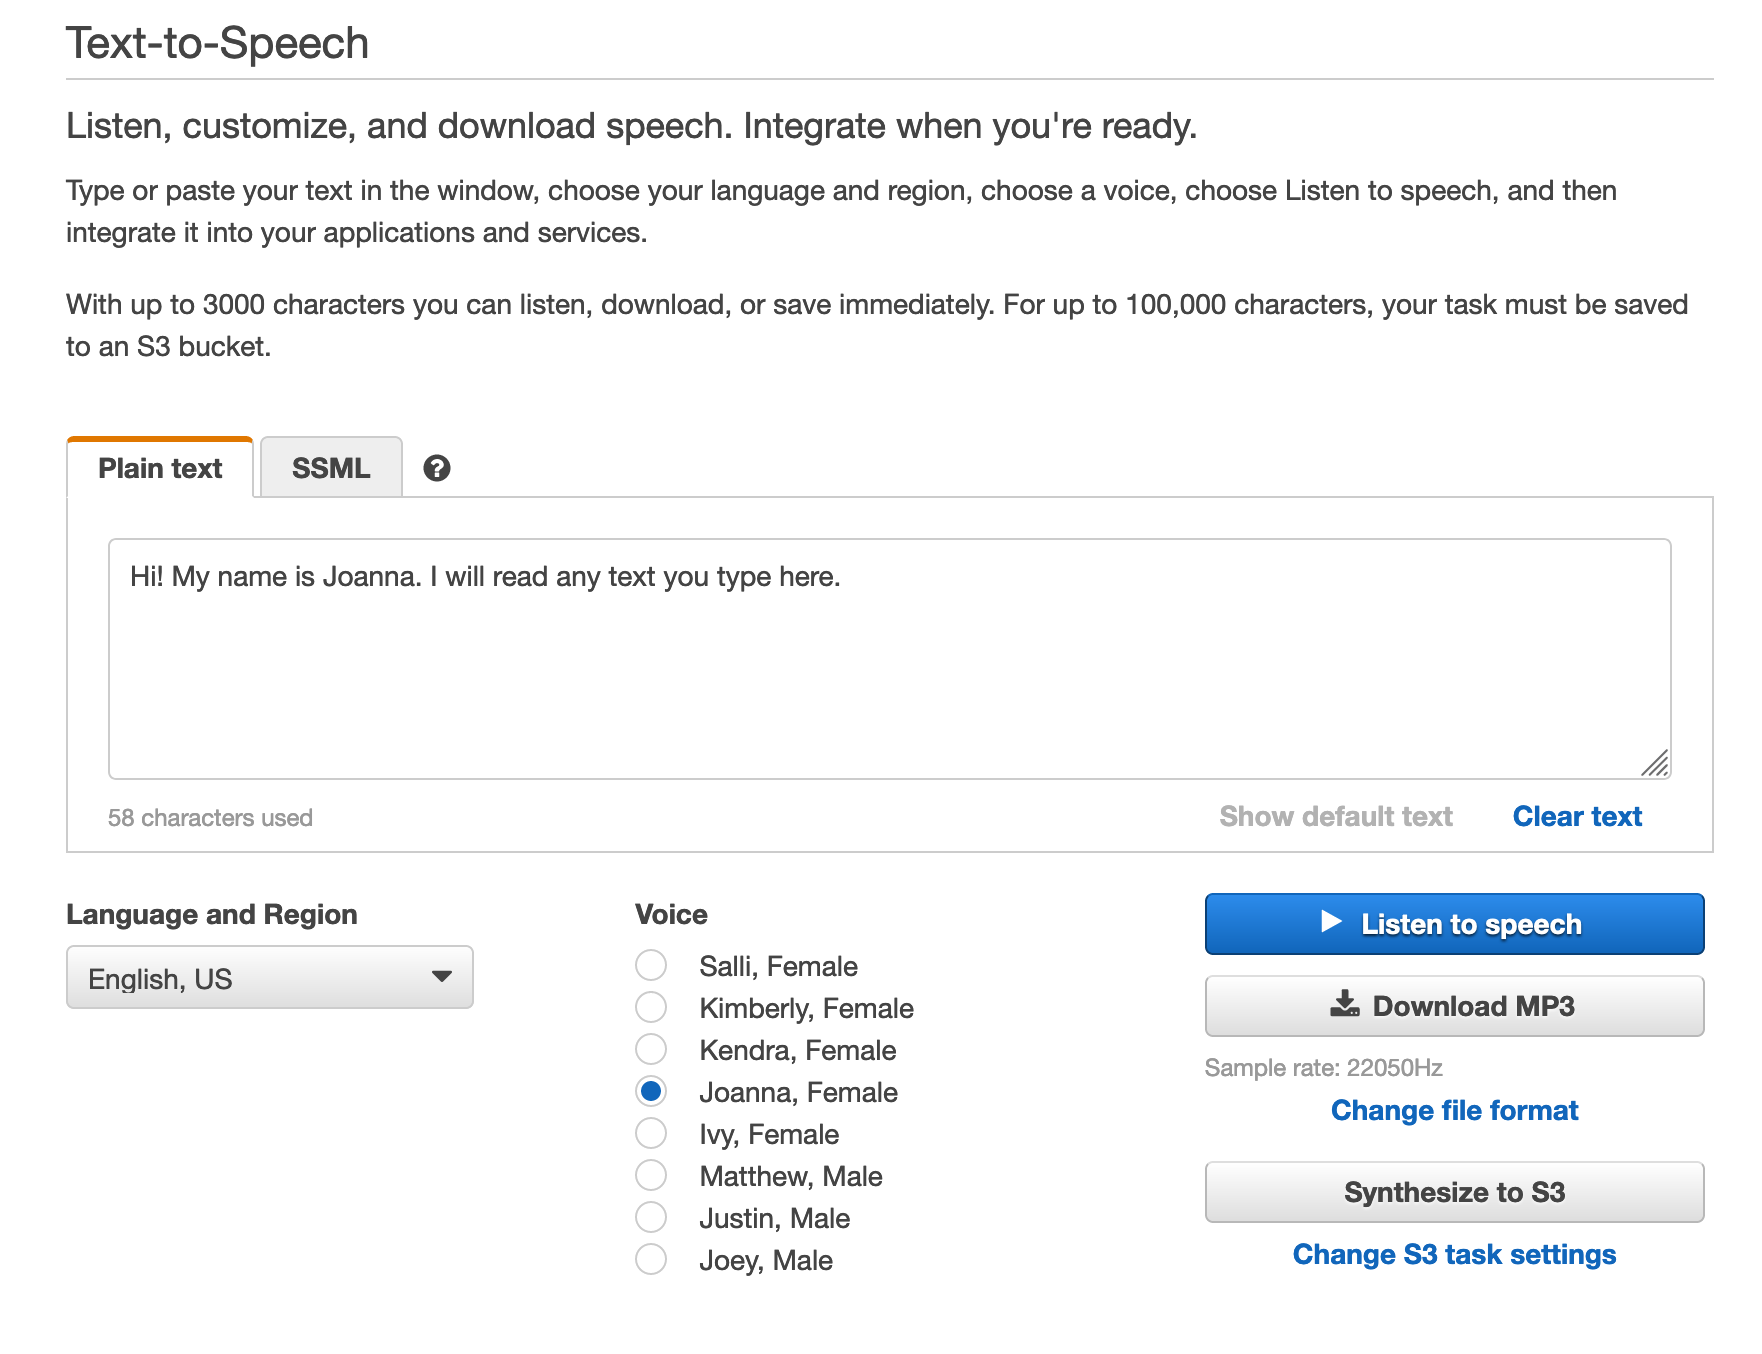 Text-to-Speech
Listen, customize, and download speech. Integrate when you're ready.
Type or paste your text in the window, choose your language and region, choose a voice, choose Listen to speech, and then
integrate it into your applications and services.
With up to 3000 characters you can listen, download, or save immediately. For up to 100,000 characters, your task must be saved
to an S3 bucket.
Plain text SSML ?
Hi! My name is Joanna. I will read any text you type here.
58 characters used Show default text Clear text
Language and Region
English, US
Voice
Salli, Female
Kimberly, Female
Kendra, Female
Joanna, Female
Ivy, Female
Matthew, Male
Justin, Male
Joey, Male
Listen to speech
Download MP3
Sample rate: 22050Hz
Change file format
Synthesize to S3
Change S3 task settings